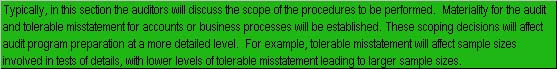 Typically, in this section the auditors will discuss the scope of the procedures to be performed.  Materiality for the audit
and tolerable misstatement for accounts or business processes will be established. These scoping decisions will affect
audit program preparation at a more detailed level.  For example, tolerable misstatement will affect sample sizes
involved in tests of details, with lower levels of tolerable misstatement leading to larger sample sizes.